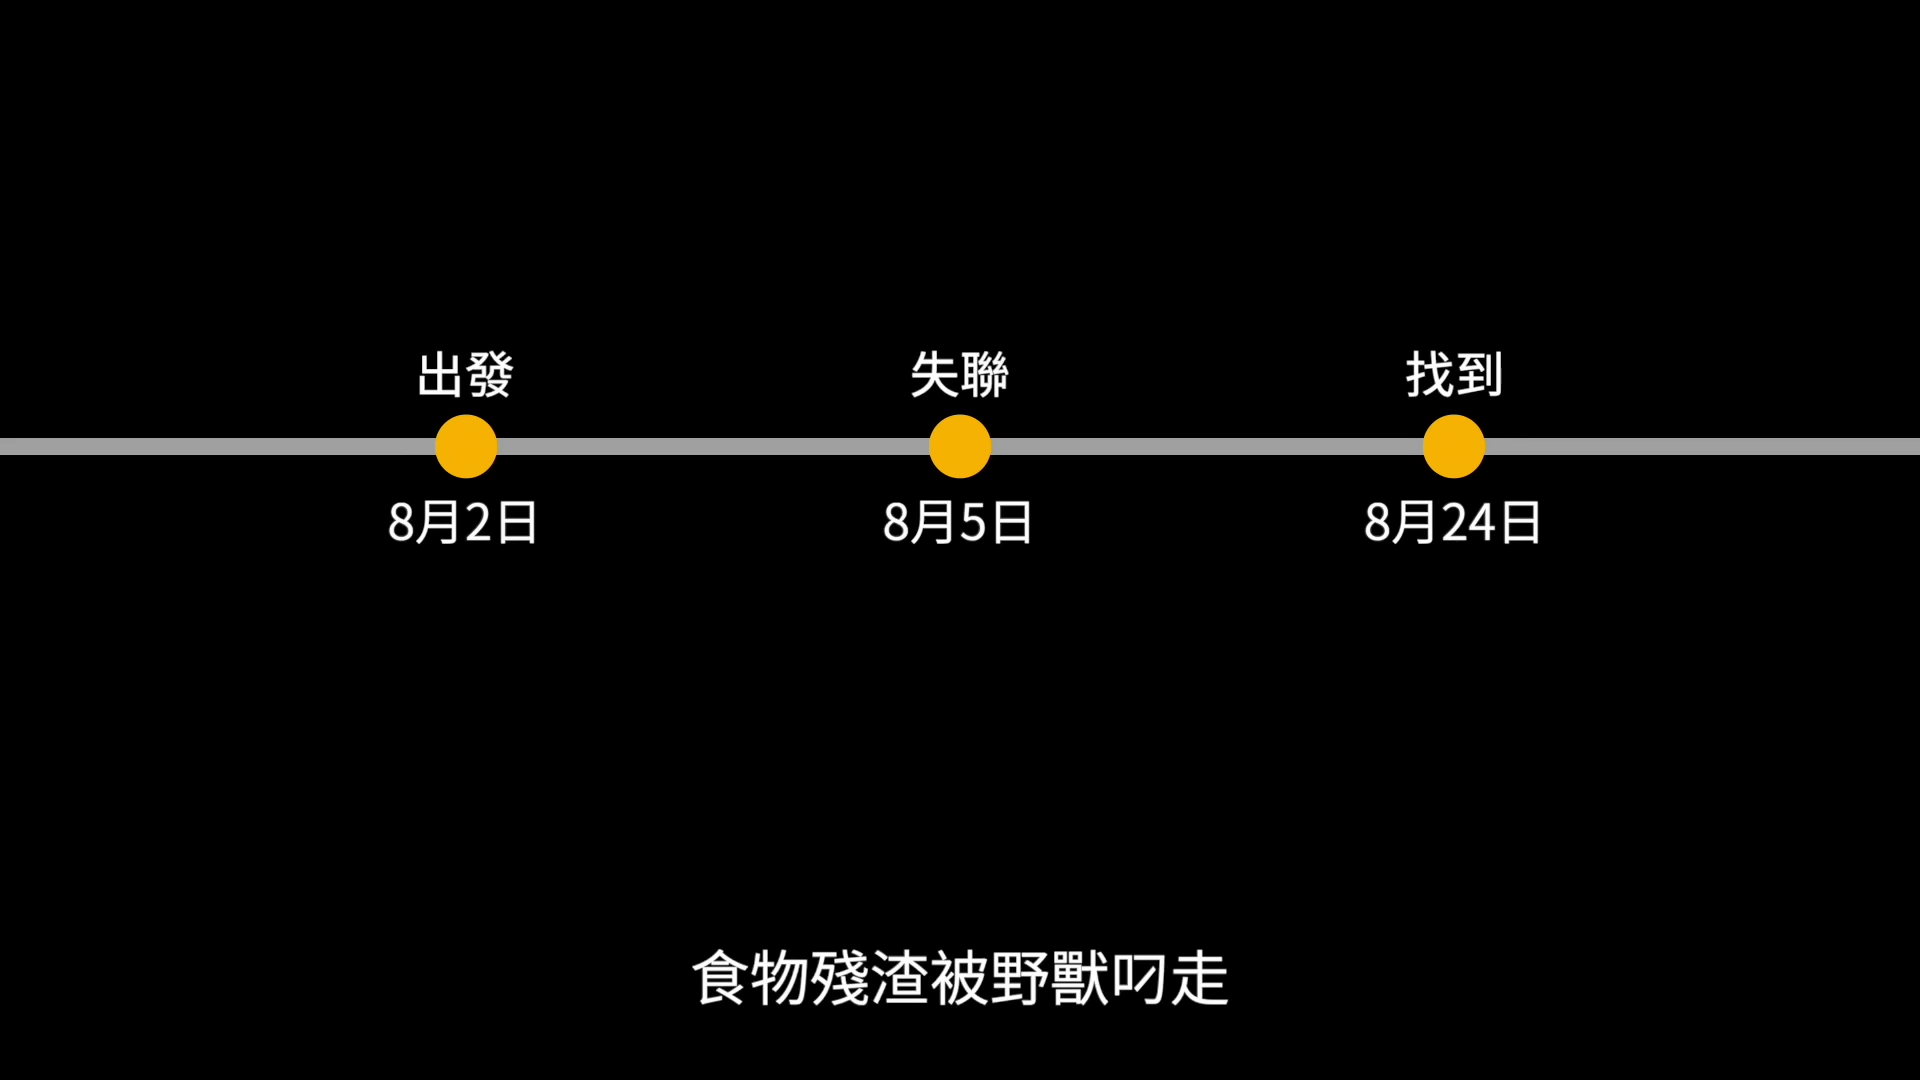 出發
失聯
找到
8月2日
8月5日
8月24日
食物殘渣被野獸叼走